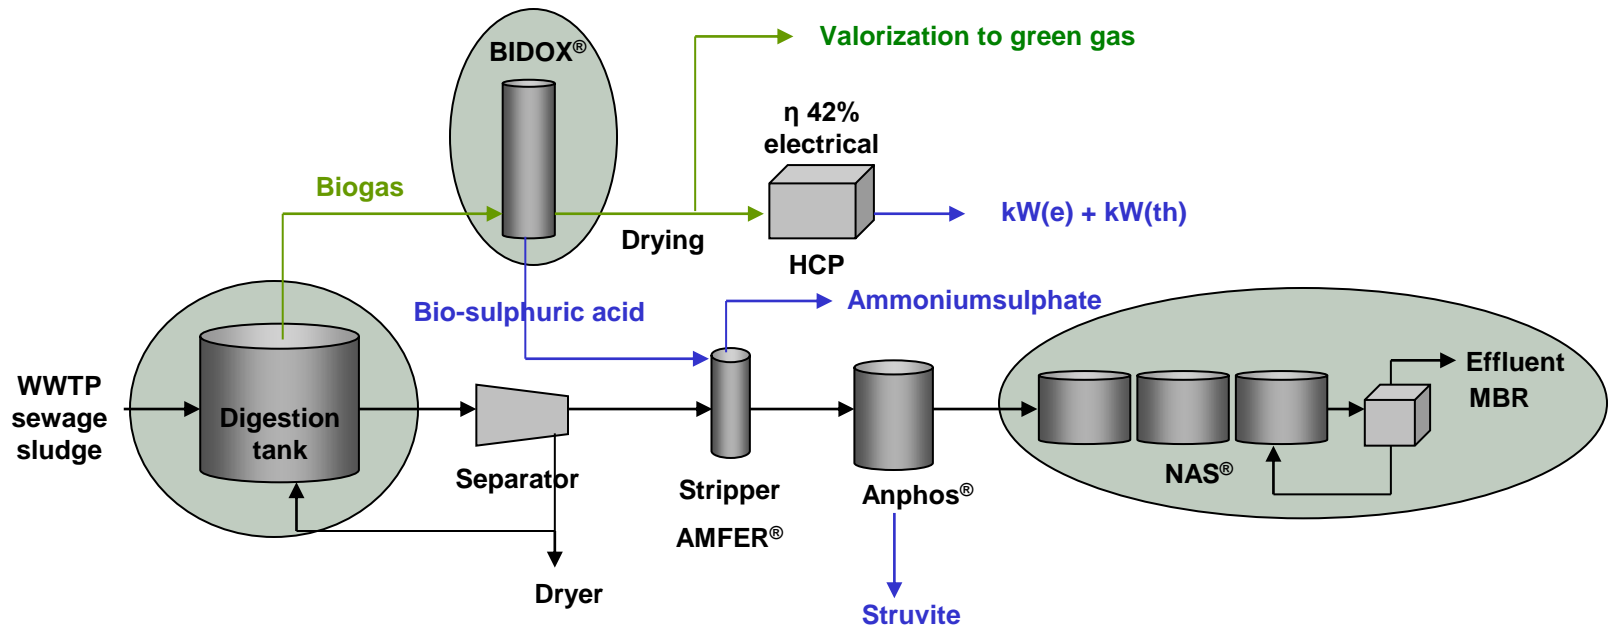 Valorization to green gas
BIDOX®
η 42%
electrical
Biogas
kW(e) + kW(th)
Drying
HCP
Bio-sulphuric acid
Ammoniumsulphate
WWTP
sewage
sludge
Digestion
tank
Effluent
MBR
Separator
Stripper
AMFER®
Anphos®
NAS®
Dryer
Struvite